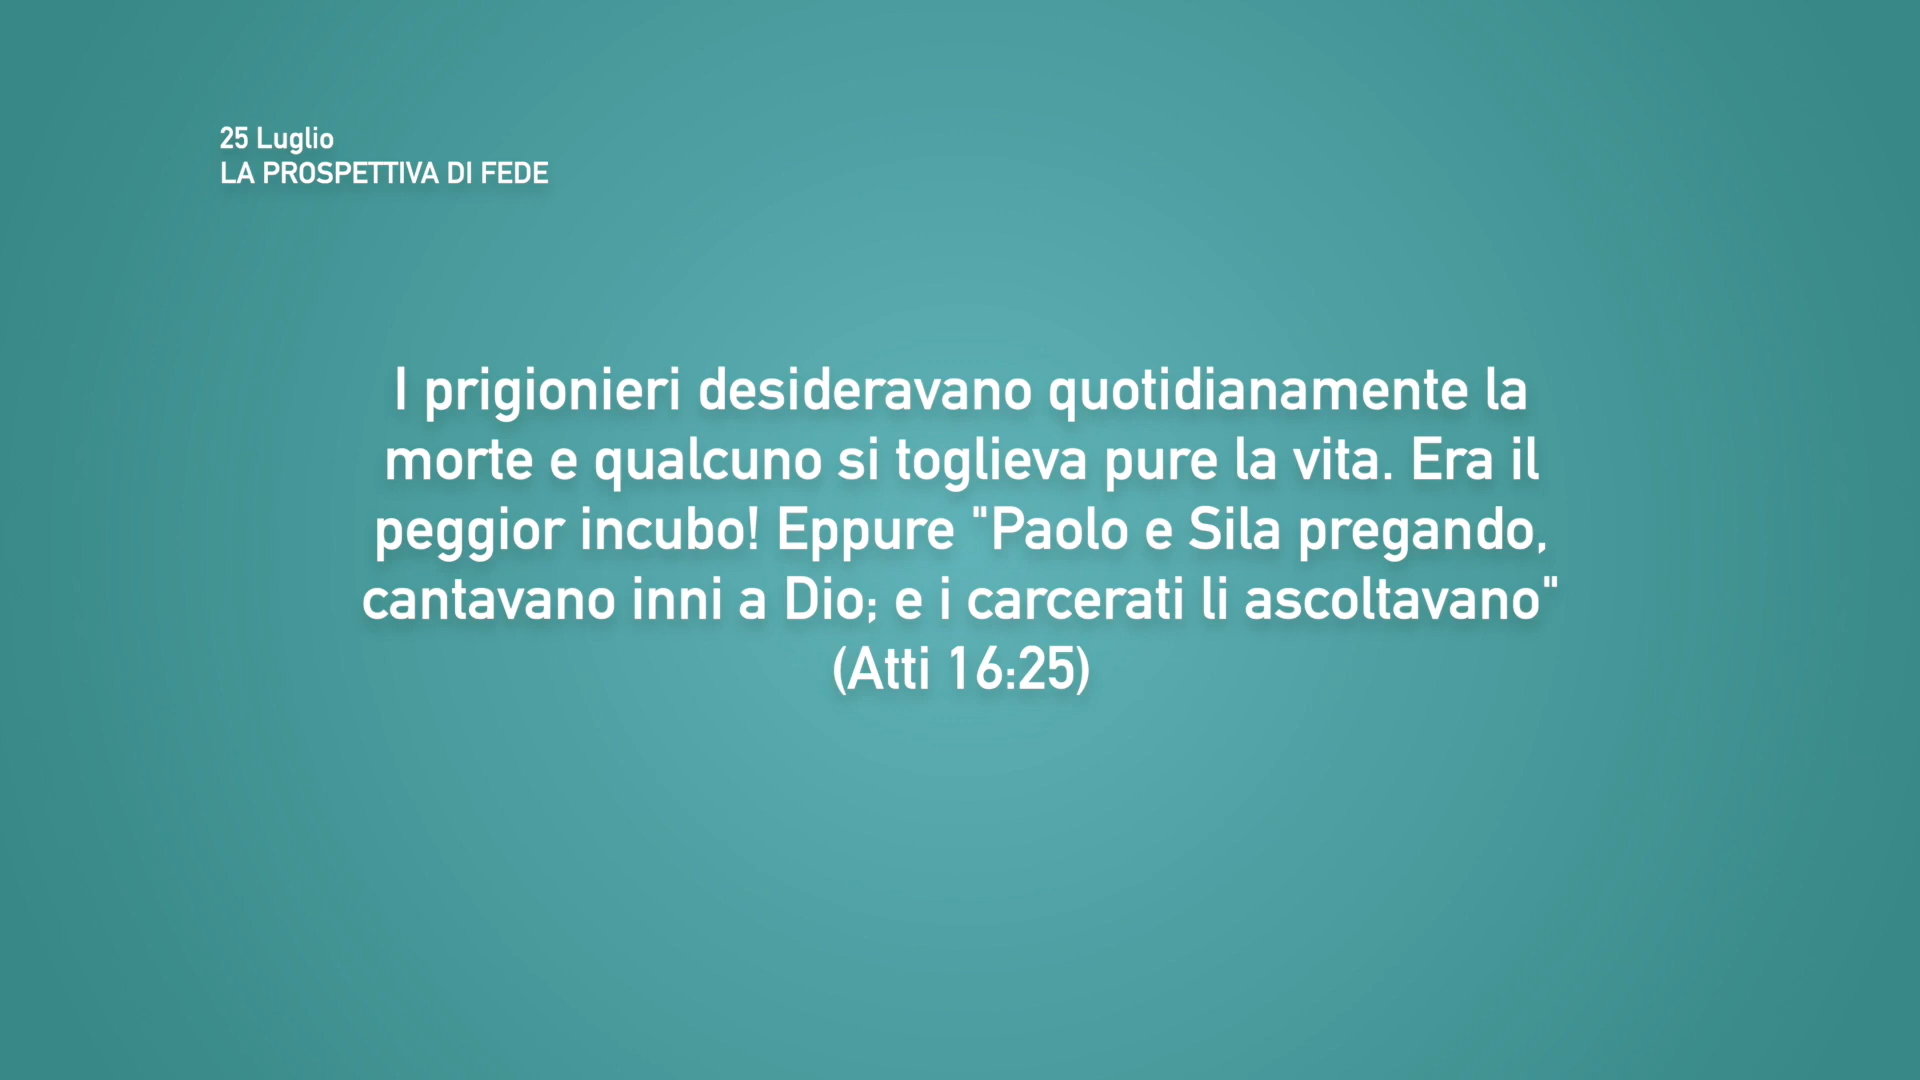 25 Luglio
LA PROSPETTIVA DI FEDE
I prigionieri desideravano quotidianamente la
morte e qualcuno si toglieva pure la vita. Era il
peggior incubo! Eppure "Paolo e Sila pregando,
cantavano inni a Dio; e i carcerati li ascoltavano"
(Atti 16:25)